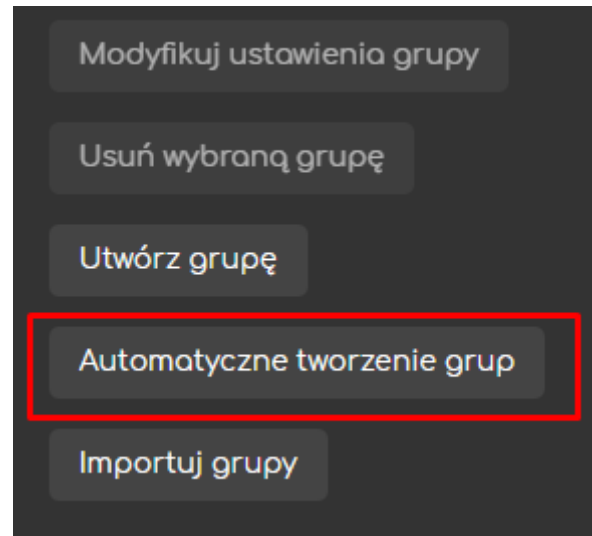 Modyfikuj ustawienia grupy
Usuń wybraną grupę
Utwórz grupę
Automatyczne tworzenie grup
Importuj grupy